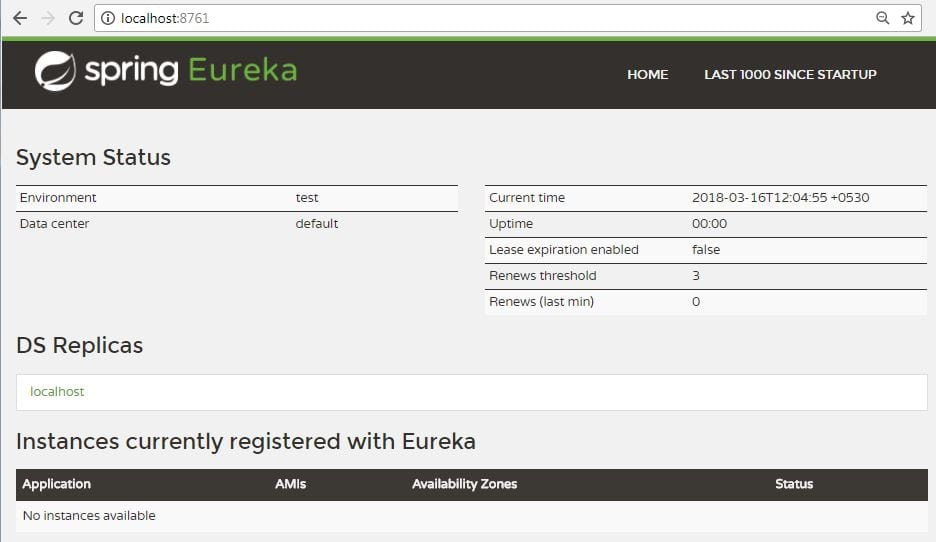 localhost:8761
spring Eureka
HOME LAST 1000 SINCE STARTUP
System Status
Environment test
Data center default
Current time 2018-03-16T12:04:55 +0530
Uptime 00:00
Lease expiration enabled false
Renews threshold 3
Renews (last min) 0
DS Replicas
localhost
Instances currently registered with Eureka
Application AMIs Availability Zones Status
No instances available